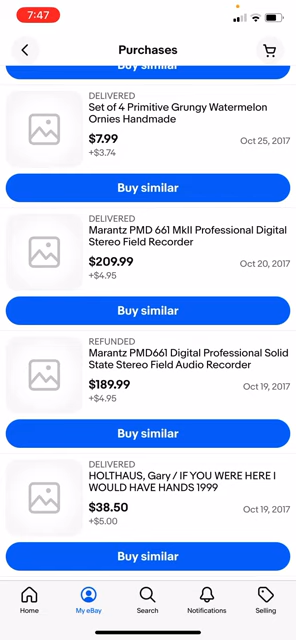 7:47
Purchases
Buy similar
DELIVERED
Set of 4 Primitive Grungy Watermelon
Ornies Handmade
$7.99
Oct 25, 2017
+$3.74
Buy similar
DELIVERED
Marantz PMD 661 MkII Professional Digital
Stereo Field Recorder
$209.99
Oct 20, 2017
+$4.95
Buy similar
REFUNDED
Marantz PMD661 Digital Professional Solid
State Stereo Field Audio Recorder
$189.99
Oct 19, 2017
+$4.95
Buy similar
DELIVERED
HOLTHAUS, Gary / IF YOU WERE HERE I
WOULD HAVE HANDS 1999
$38.50
Oct 19, 2017
+$5.00
Buy similar
Home
My eBay
Search
Notifications
Selling